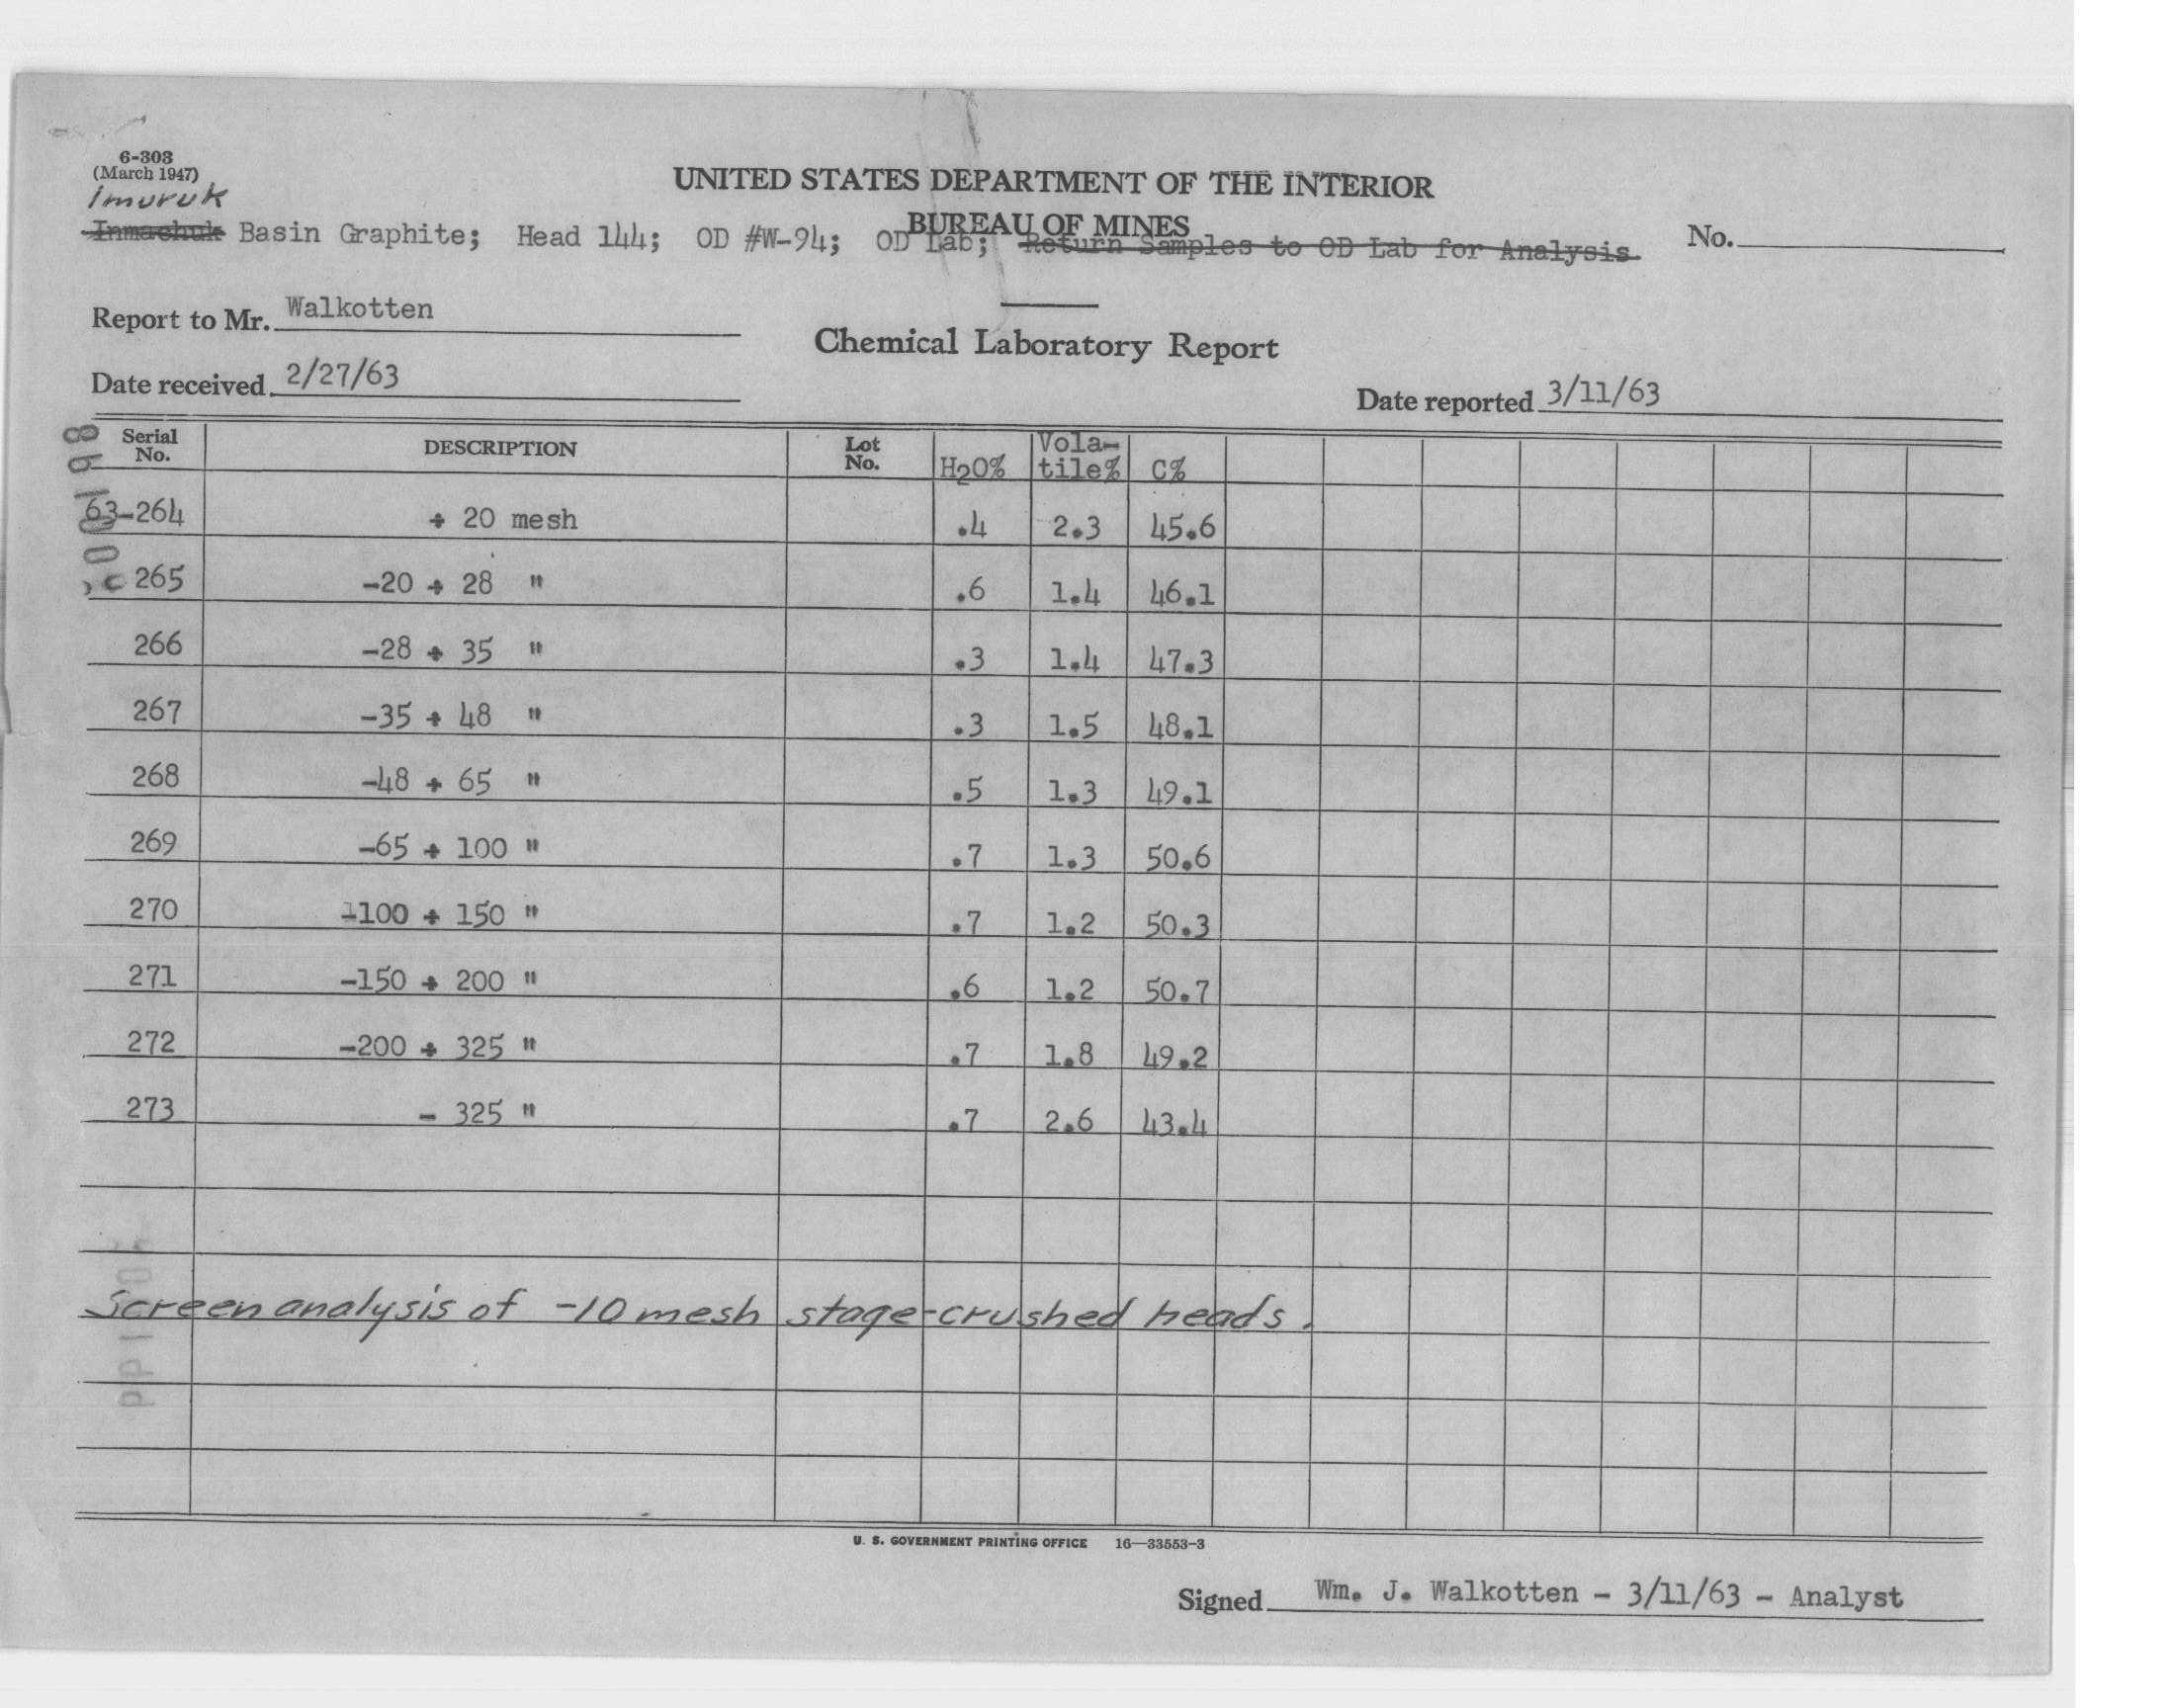 6-303
(March 1947)
Imuruk
UNITED STATES DEPARTMENT OF THE INTERIOR
BUREAU OF MINES
Inmachuk Basin Graphite; Head 144; OD #W-94; OD Lab; Return Samples to OD Lab for Analysis.
No.
Report to Mr. Walkotten
Chemical Laboratory Report
Date received 2/27/63
Date reported 3/11/63
Serial No. DESCRIPTION Lot No. H2O% Vola-tile% C%
63-264 + 20 mesh .4 2.3 45.6
265 -20 + 28 " .6 1.4 46.1
266 -28 + 35 " .3 1.4 47.3
267 -35 + 48 " .3 1.5 48.1
268 -48 + 65 " .5 1.3 49.1
269 -65 + 100 " .7 1.3 50.6
270 -100 + 150 " .7 1.2 50.3
271 -150 + 200 " .6 1.2 50.7
272 -200 + 325 " .7 1.8 49.2
273 - 325 " .7 2.6 43.4
Screen analysis of -10 mesh stage-crushed heads.
U. S. GOVERNMENT PRINTING OFFICE 16—33553-3
Signed Wm. J. Walkotten - 3/11/63 - Analyst